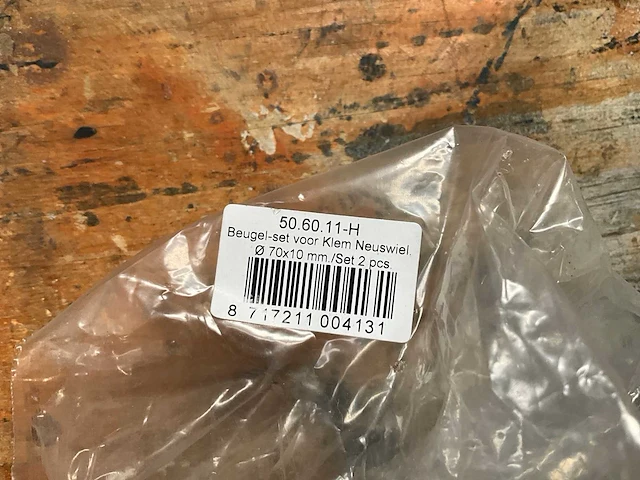 50.60.11-H
Beugel-set voor Klem Neuswiel,
Ø 70x10 mm./Set 2 pcs
8 717211 004131